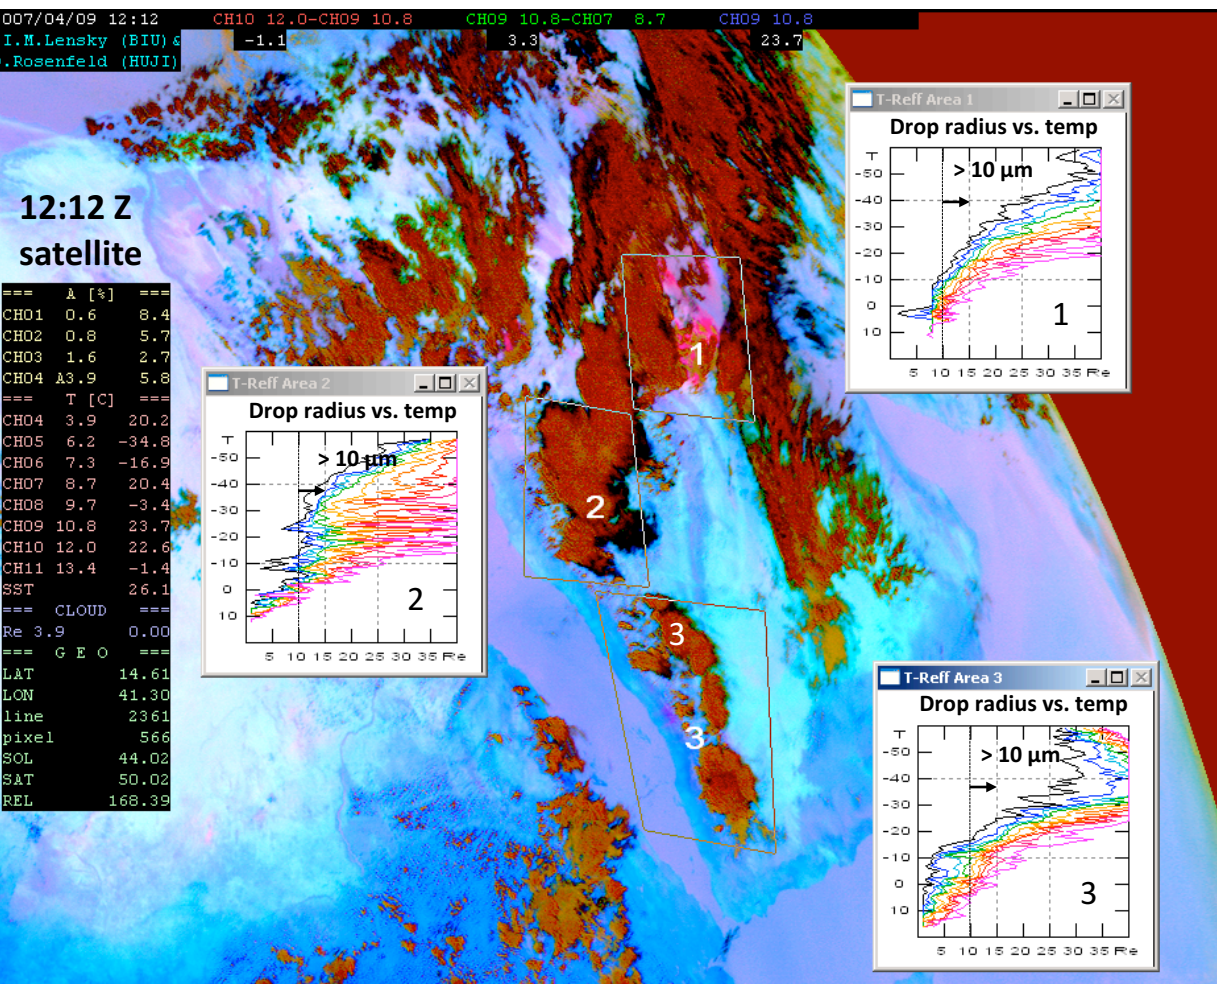 007/04/09 12:12 CH10 12.0-CH09 10.8 CH09 10.8-CH07 8.7 CH09 10.8
I.M.Lensky (BIU)& -1.1 3.3 23.7
.Rosenfeld (HUJI)
T-Reff Area 1
Drop radius vs. temp
T
> 10 µm
-50
-40
-30
-20
-10
0
10
1
5 10 15 20 25 30 35 Re
12:12 Z
satellite
=== A [%] ===
CH01 0.6 8.4
CH02 0.8 5.7
CH03 1.6 2.7
CH04 A3.9 5.8
=== T [C] ===
CH04 3.9 20.2
CH05 6.2 -34.8
CH06 7.3 -16.9
CH07 8.7 20.4
CH08 9.7 -3.4
CH09 10.8 23.7
CH10 12.0 22.6
CH11 13.4 -1.4
SST 26.1
=== CLOUD ===
Re 3.9 0.00
=== G E O ===
LAT 14.61
LON 41.30
line 2361
pixel 566
SOL 44.02
SAT 50.02
REL 168.39
T-Reff Area 2
Drop radius vs. temp
T
> 10 µm
-50
-40
-30
-20
-10
0
10
2
5 10 15 20 25 30 35 Re
1
2
3
3
T-Reff Area 3
Drop radius vs. temp
T
> 10 µm
-50
-40
-30
-20
-10
0
10
3
5 10 15 20 25 30 35 Re